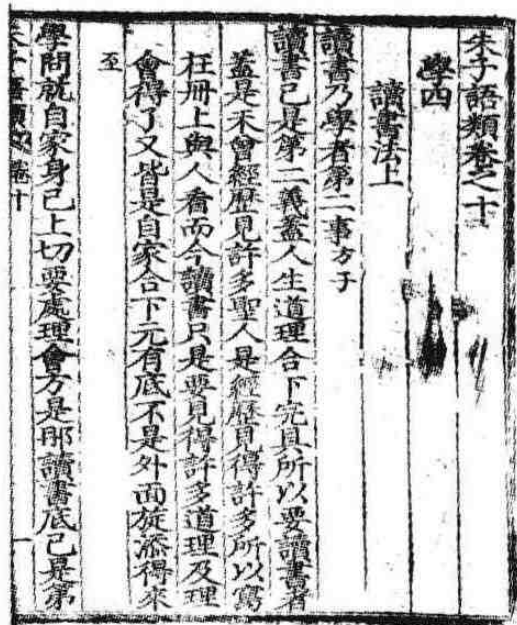 朱子語類卷之十
學四
讀書法上
讀書乃學者第二事方子
讀書已是第二義蓋人生道理合下完具所以要讀書者
蓋是未曾經歷見許多聖人是經歷見得許多所以寫
在冊上與人看而今讀書只是要見得許多道理及理
會得了又皆是自家合下元有底不是外面旋添得來
至
學問就自家身己上切要處理會方是那讀書底已是第
朱子語類 卷十
一